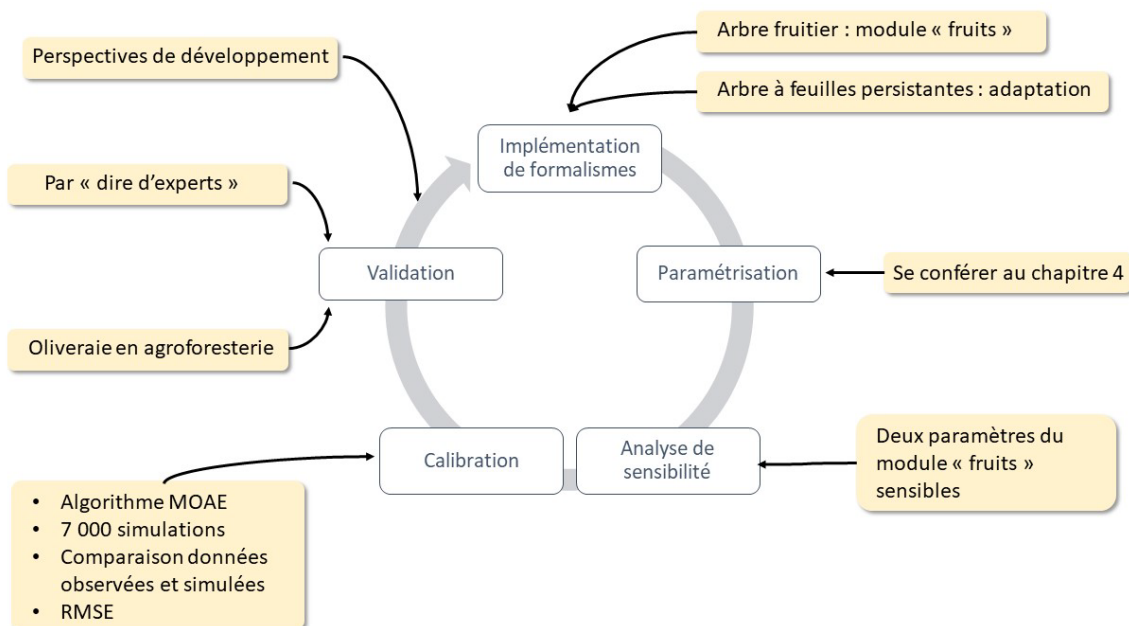 Arbre fruitier : module « fruits »
Perspectives de développement
Arbre à feuilles persistantes : adaptation
Implémentation
de formalismes
Par « dire d’experts »
Validation
Paramétrisation
Se conférer au chapitre 4
Oliveraie en agroforesterie
Calibration
Analyse de
sensibilité
Deux paramètres du
module « fruits »
sensibles
• Algorithme MOAE
• 7 000 simulations
• Comparaison données
observées et simulées
• RMSE